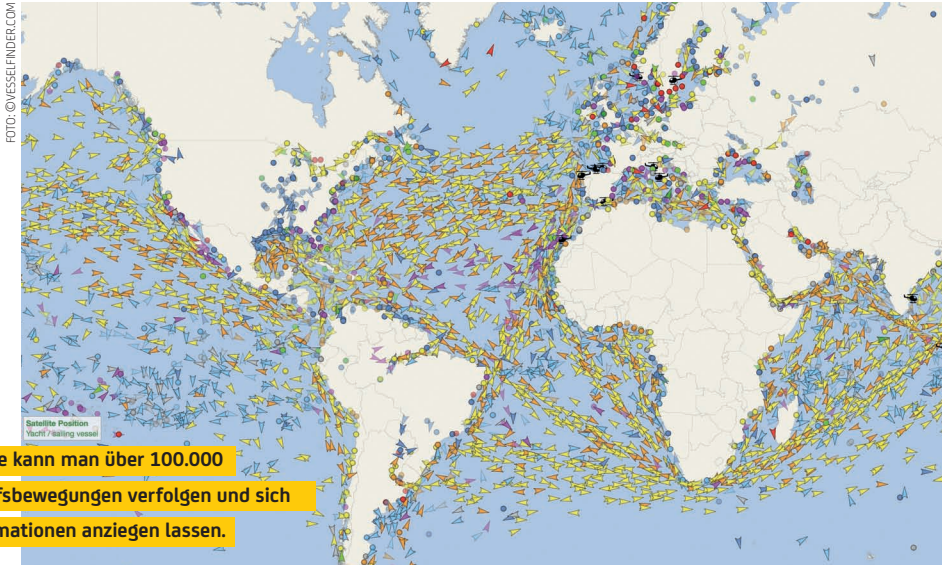 FOTO: ©VESSELFINDER.COM
Satellite Position
Yacht / sailing vessel
e kann man über 100.000
fsbewegungen verfolgen und sich
mationen anziegen lassen.